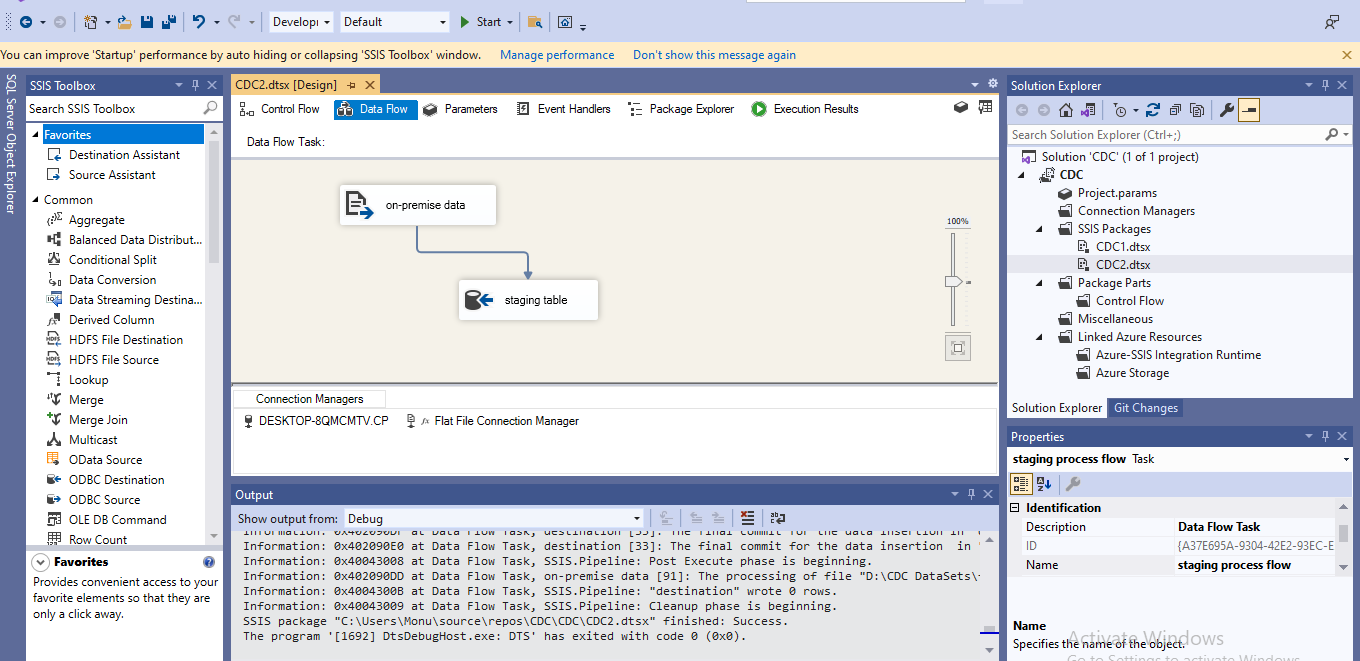 Develop Default Start
You can improve 'Startup' performance by auto hiding or collapsing 'SSIS Toolbox' window. Manage performance Don't show this message again
SQL Server Object Explorer
SSIS Toolbox
Search SSIS Toolbox
Favorites
Destination Assistant
Source Assistant
Common
Aggregate
Balanced Data Distribut...
Conditional Split
Data Conversion
Data Streaming Destina...
Derived Column
HDFS File Destination
HDFS File Source
Lookup
Merge
Merge Join
Multicast
OData Source
ODBC Destination
ODBC Source
OLE DB Command
Row Count
Favorites
Provides convenient access to your
favorite elements so that they are
only a click away.
CDC2.dtsx [Design]
Control Flow Data Flow Parameters Event Handlers Package Explorer Execution Results
Data Flow Task:
on-premise data
staging table
100%
Connection Managers
DESKTOP-8QMCMTV.CP fx Flat File Connection Manager
Output
Show output from: Debug
Information: 0x402090DF at Data Flow Task, destination [33]: The final commit for the data insertion in
Information: 0x402090E0 at Data Flow Task, destination [33]: The final commit for the data insertion  in
Information: 0x40043008 at Data Flow Task, SSIS.Pipeline: Post Execute phase is beginning.
Information: 0x402090DD at Data Flow Task, on-premise data [91]: The processing of file "D:\CDC DataSets\
Information: 0x4004300B at Data Flow Task, SSIS.Pipeline: "destination" wrote 0 rows.
Information: 0x40043009 at Data Flow Task, SSIS.Pipeline: Cleanup phase is beginning.
SSIS package "C:\Users\Monu\source\repos\CDC\CDC\CDC2.dtsx" finished: Success.
The program '[1692] DtsDebugHost.exe: DTS' has exited with code 0 (0x0).
Solution Explorer
Search Solution Explorer (Ctrl+;)
Solution 'CDC' (1 of 1 project)
CDC
Project.params
Connection Managers
SSIS Packages
CDC1.dtsx
CDC2.dtsx
Package Parts
Control Flow
Miscellaneous
Linked Azure Resources
Azure-SSIS Integration Runtime
Azure Storage
Solution Explorer Git Changes
Properties
staging process flow Task
Identification
Description Data Flow Task
ID {A37E695A-9304-42E2-93EC-E
Name staging process flow
Name
Specifies the name of the object.
Activate Windows
Go to Settings to activate Windows.